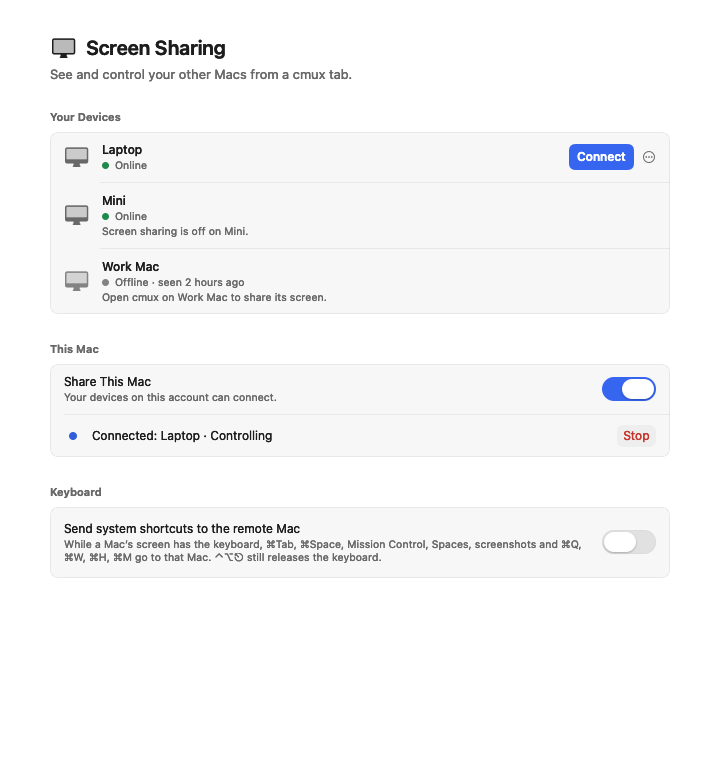 Screen Sharing
See and control your other Macs from a cmux tab.
Your Devices
Laptop
Online
Connect
Mini
Online
Screen sharing is off on Mini.
Work Mac
Offline · seen 2 hours ago
Open cmux on Work Mac to share its screen.
This Mac
Share This Mac
Your devices on this account can connect.
Connected: Laptop · Controlling
Stop
Keyboard
Send system shortcuts to the remote Mac
While a Mac’s screen has the keyboard, ⌘Tab, ⌘Space, Mission Control, Spaces, screenshots and ⌘Q,
⌘W, ⌘H, ⌘M go to that Mac. ⌃⌥⎋ still releases the keyboard.